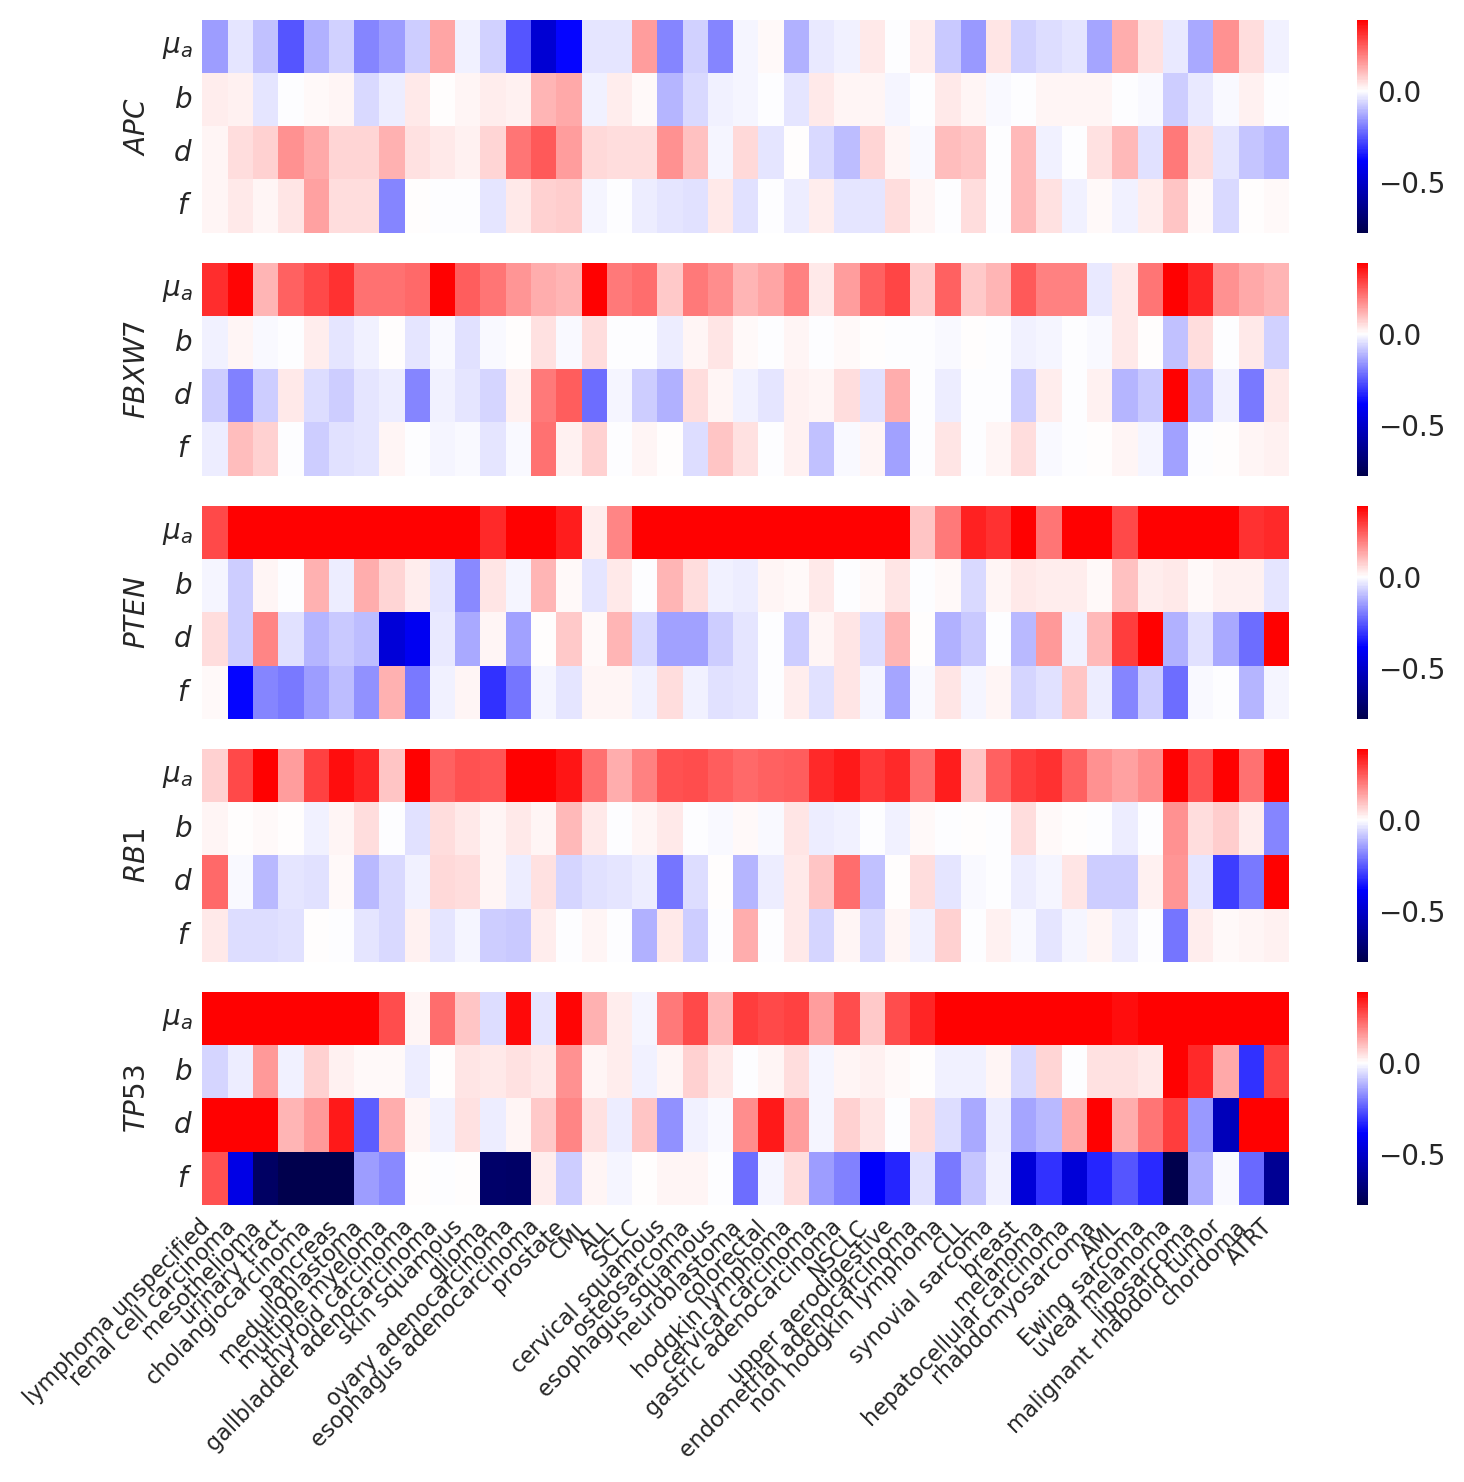 APC
μa
b
d
f
0.0
−0.5
FBXW7
μa
b
d
f
0.0
−0.5
PTEN
μa
b
d
f
0.0
−0.5
RB1
μa
b
d
f
0.0
−0.5
TP53
μa
b
d
f
0.0
−0.5
lymphoma unspecified
renal cell carcinoma
mesothelioma
urinary tract
cholangiocarcinoma
pancreas
medulloblastoma
multiple myeloma
thyroid carcinoma
gallbladder adenocarcinoma
skin squamous
glioma
ovary adenocarcinoma
esophagus adenocarcinoma
prostate
CML
ALL
SCLC
cervical squamous
osteosarcoma
esophagus squamous
neuroblastoma
colorectal
hodgkin lymphoma
cervical carcinoma
gastric adenocarcinoma
NSCLC
upper aerodigestive
endometrial adenocarcinoma
non hodgkin lymphoma
CLL
synovial sarcoma
breast
melanoma
hepatocellular carcinoma
rhabdomyosarcoma
AML
Ewing sarcoma
uveal melanoma
liposarcoma
malignant rhabdoid tumor
chordoma
ATRT